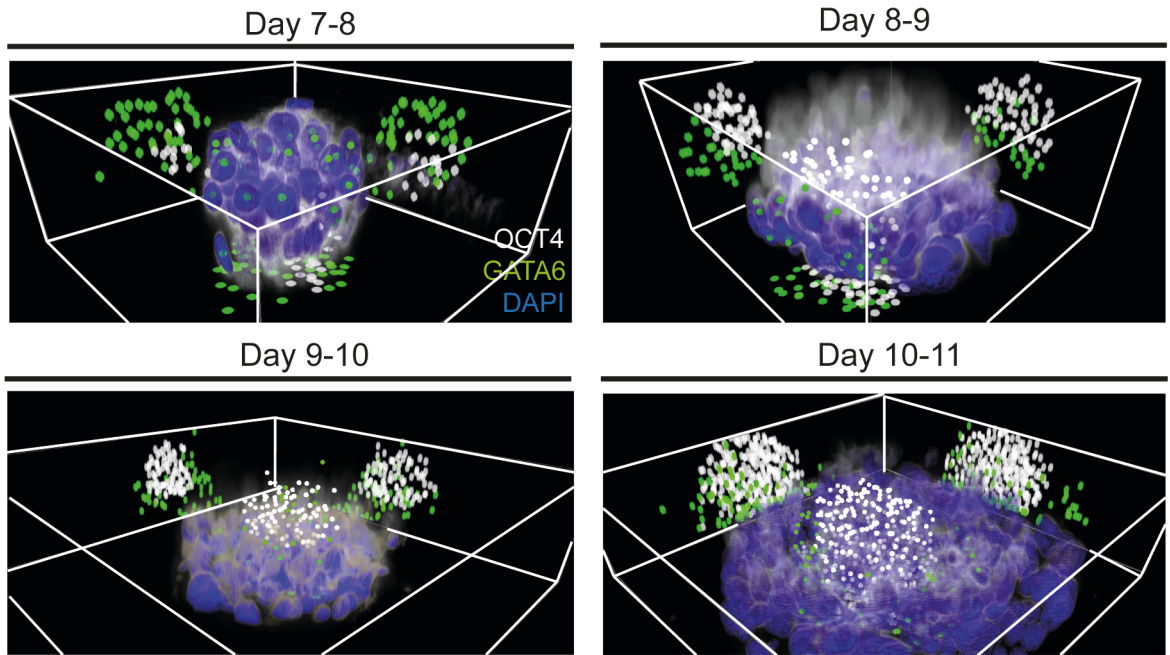 Day 7-8
Day 8-9
OCT4
GATA6
DAPI
Day 9-10
Day 10-11